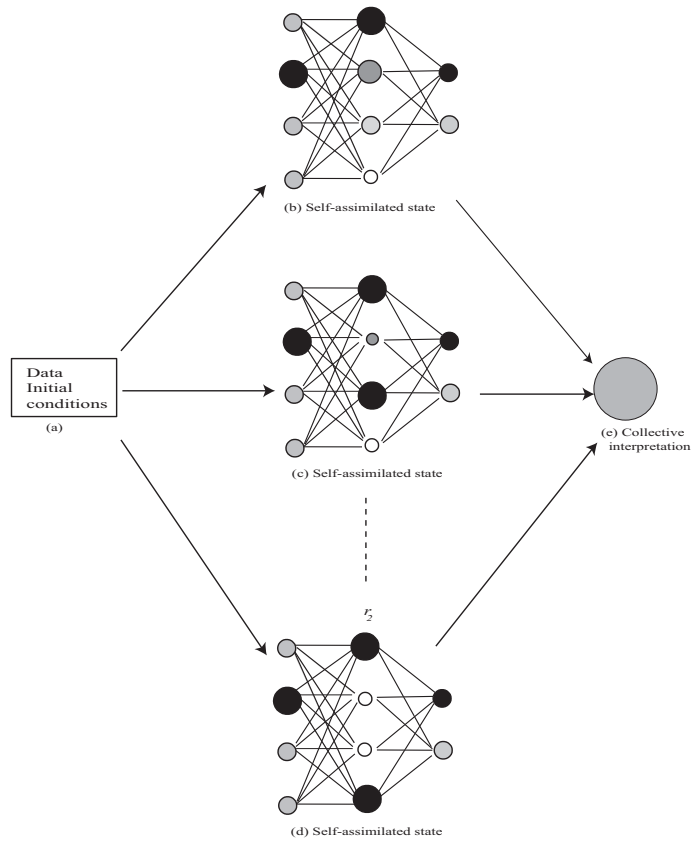 (b) Self-assimilated state
Data
Initial
conditions
(a)
(c) Self-assimilated state
(e) Collective
interpretation
r2
(d) Self-assimilated state